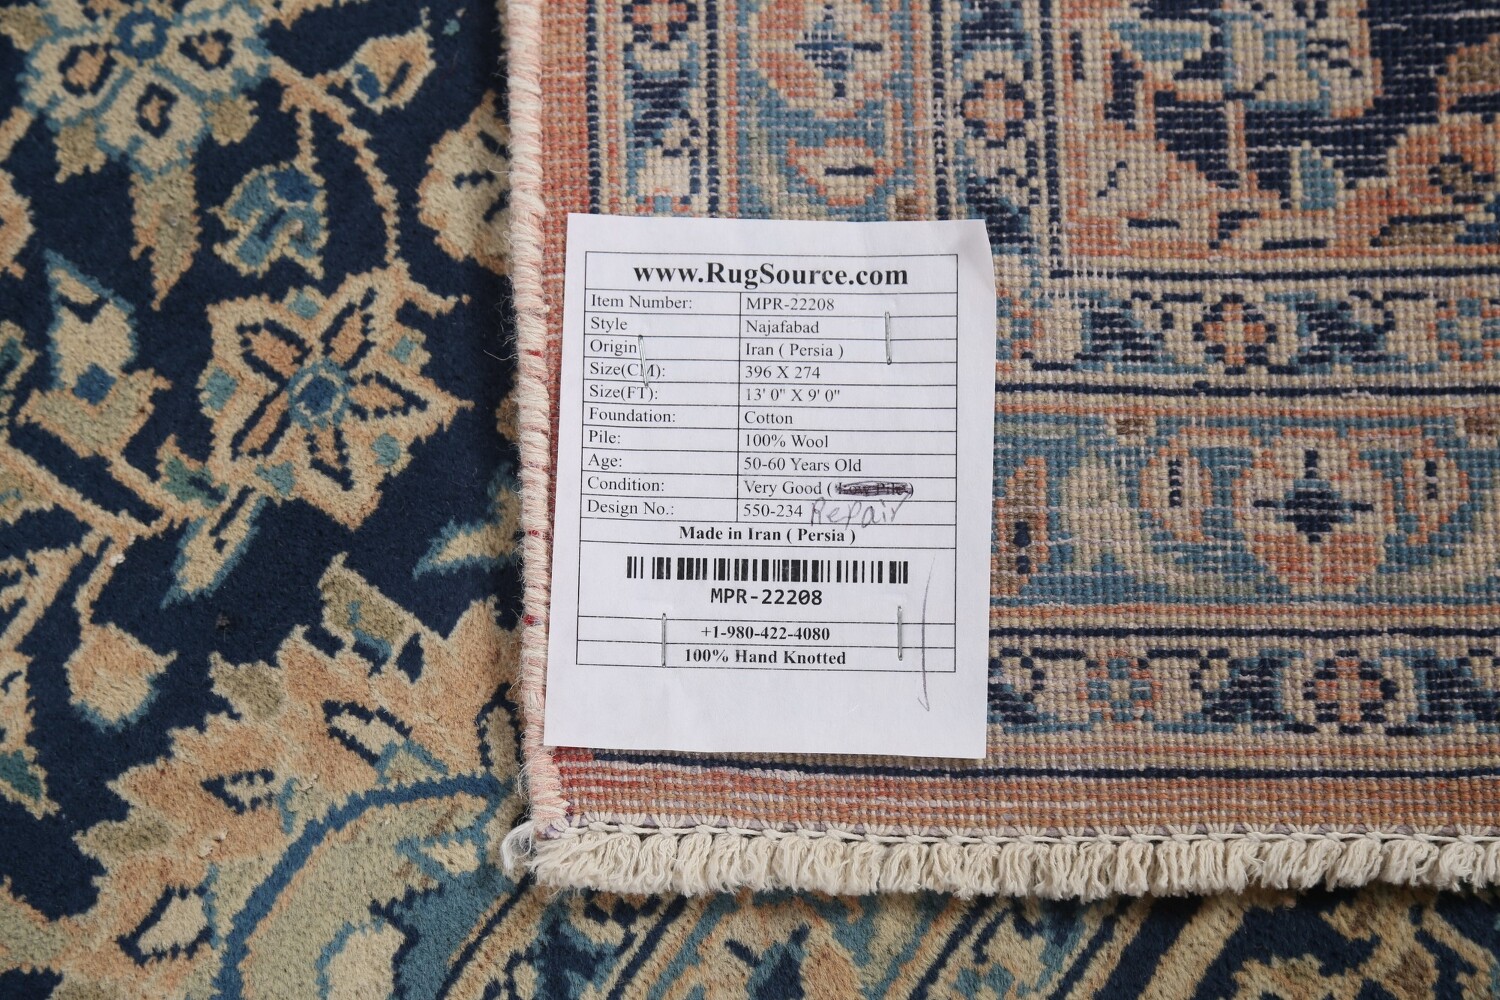 www.RugSource.com
Item Number: MPR-22208
Style Najafabad
Origin Iran ( Persia )
Size(CM): 396 X 274
Size(FT): 13' 0" X 9' 0"
Foundation: Cotton
Pile: 100% Wool
Age: 50-60 Years Old
Condition: Very Good (Low Pile)
Repair
Design No.: 550-234
Made in Iran ( Persia )
MPR-22208
+1-980-422-4080
100% Hand Knotted